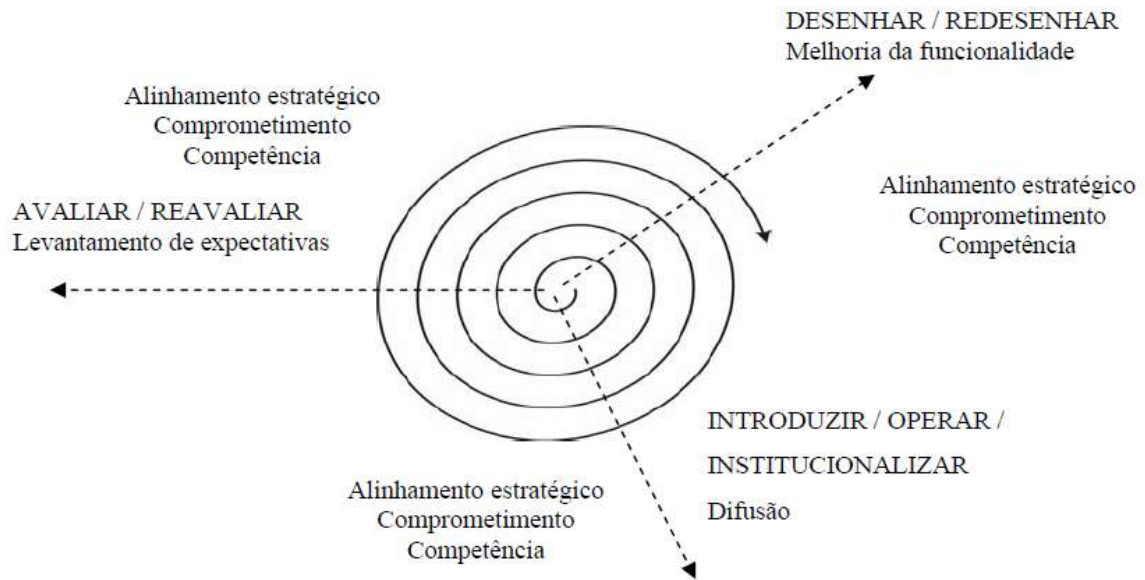 DESENHAR / REDESENHAR
Melhoria da funcionalidade
Alinhamento estratégico
Comprometimento
Competência
Alinhamento estratégico
Comprometimento
Competência
AVALIAR / REAVALIAR
Levantamento de expectativas
INTRODUZIR / OPERAR /
INSTITUCIONALIZAR
Difusão
Alinhamento estratégico
Comprometimento
Competência